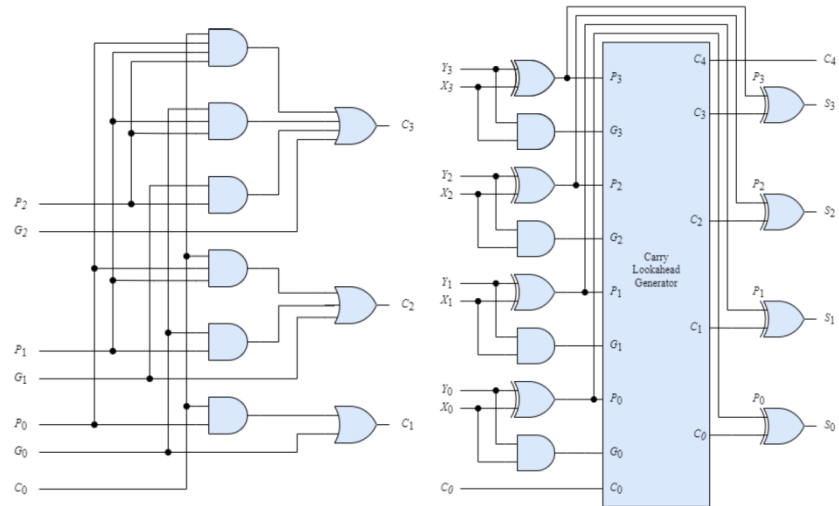 C3
P2
G2
C2
P1
G1
P0
C1
G0
C0
Y3
X3
P3
G3
Y2
X2
P2
G2
Y1
X1
P1
G1
Y0
X0
P0
G0
C0
C0
Carry
Lookahead
Generator
C4
C4
P3
C3
S3
P2
C2
S2
P1
C1
S1
P0
C0
S0